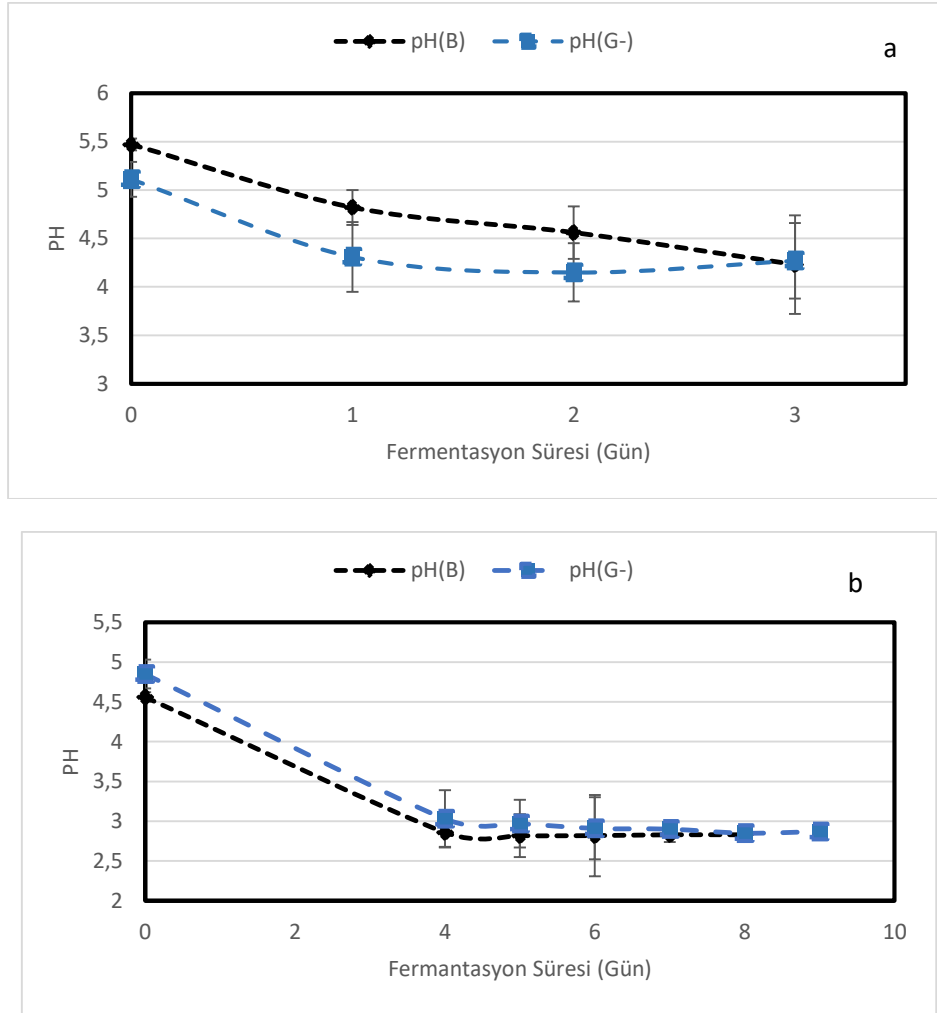 pH(B) pH(G-)
a
6
5,5
5
4,5
4
3,5
3
PH
0 1 2 3
Fermentasyon Süresi (Gün)
pH(B) pH(G-)
b
5,5
5
4,5
4
3,5
3
2,5
2
PH
0 2 4 6 8 10
Fermantasyon Süresi (Gün)